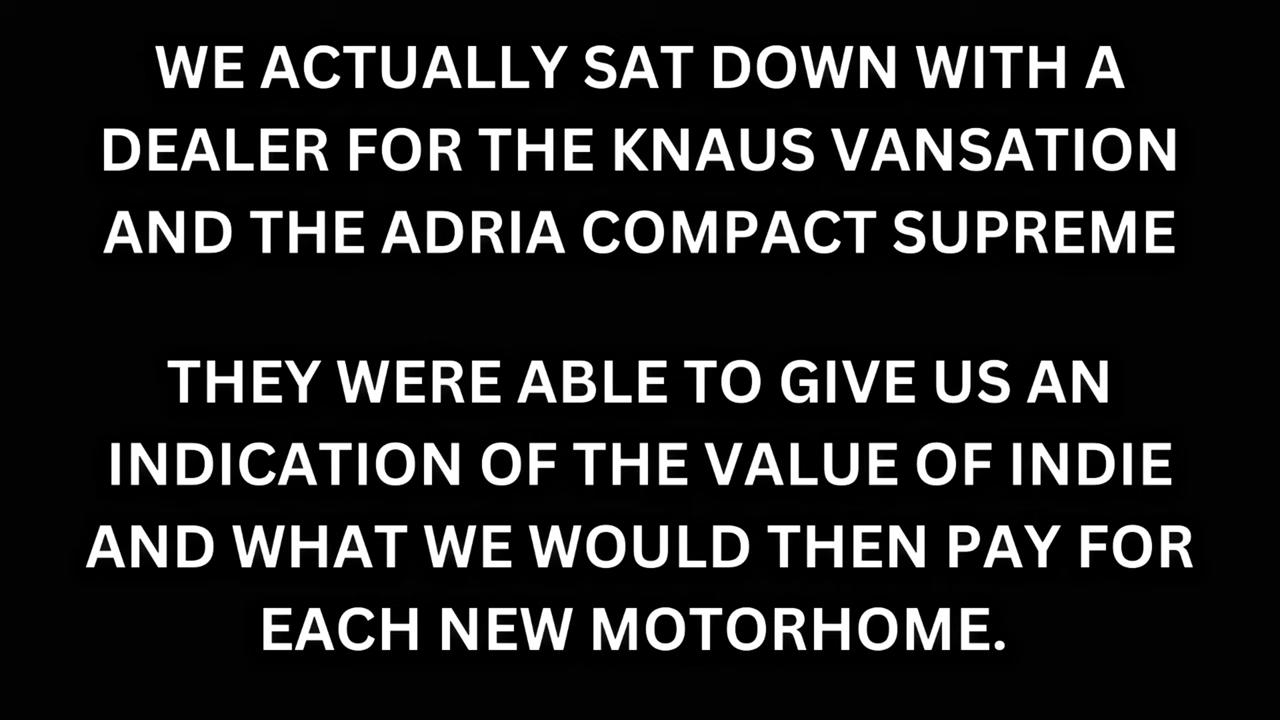 WE ACTUALLY SAT DOWN WITH A
DEALER FOR THE KNAUS VANSATION
AND THE ADRIA COMPACT SUPREME
THEY WERE ABLE TO GIVE US AN
INDICATION OF THE VALUE OF INDIE
AND WHAT WE WOULD THEN PAY FOR
EACH NEW MOTORHOME.